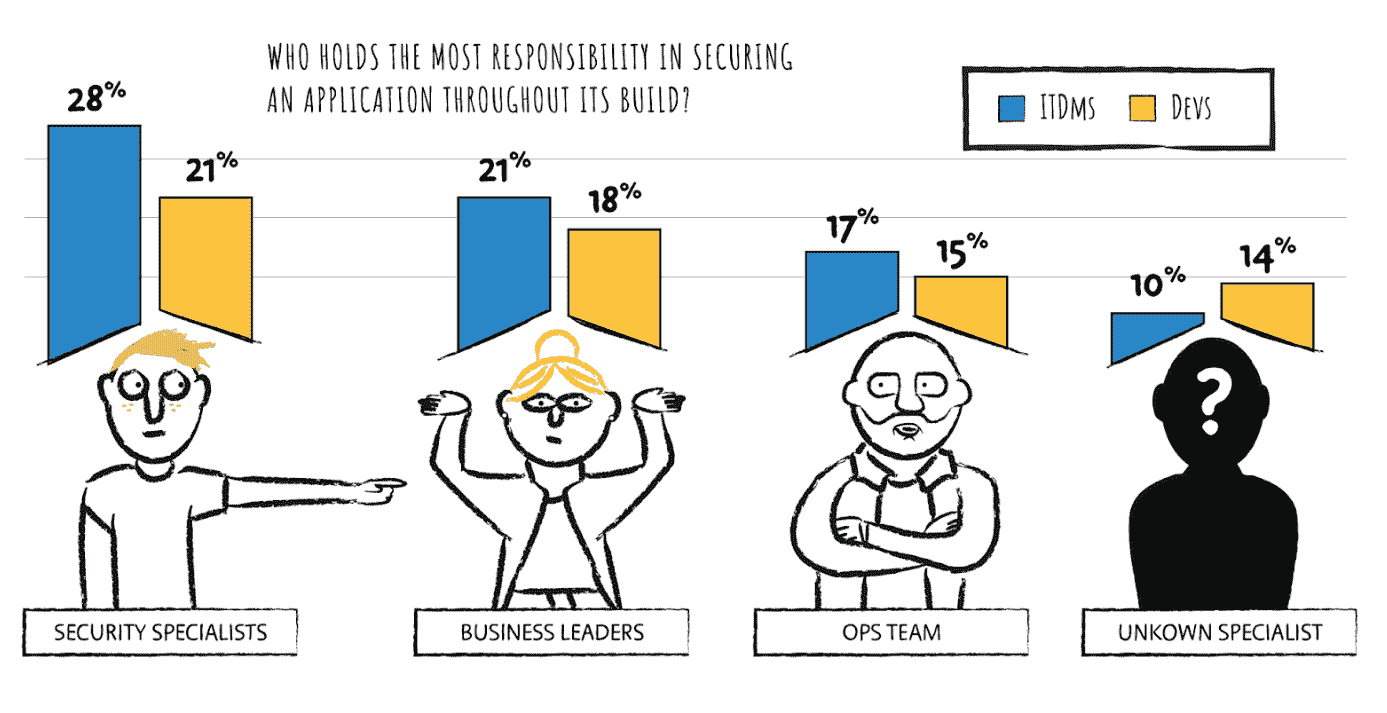 WHO HOLDS THE MOST RESPONSIBILITY IN SECURING
AN APPLICATION THROUGHOUT ITS BUILD?
ITDMs
DEVs
28%
21%
21%
18%
17%
15%
10%
14%
?
SECURITY SPECIALISTS
BUSINESS LEADERS
OPS TEAM
UNKOWN SPECIALIST